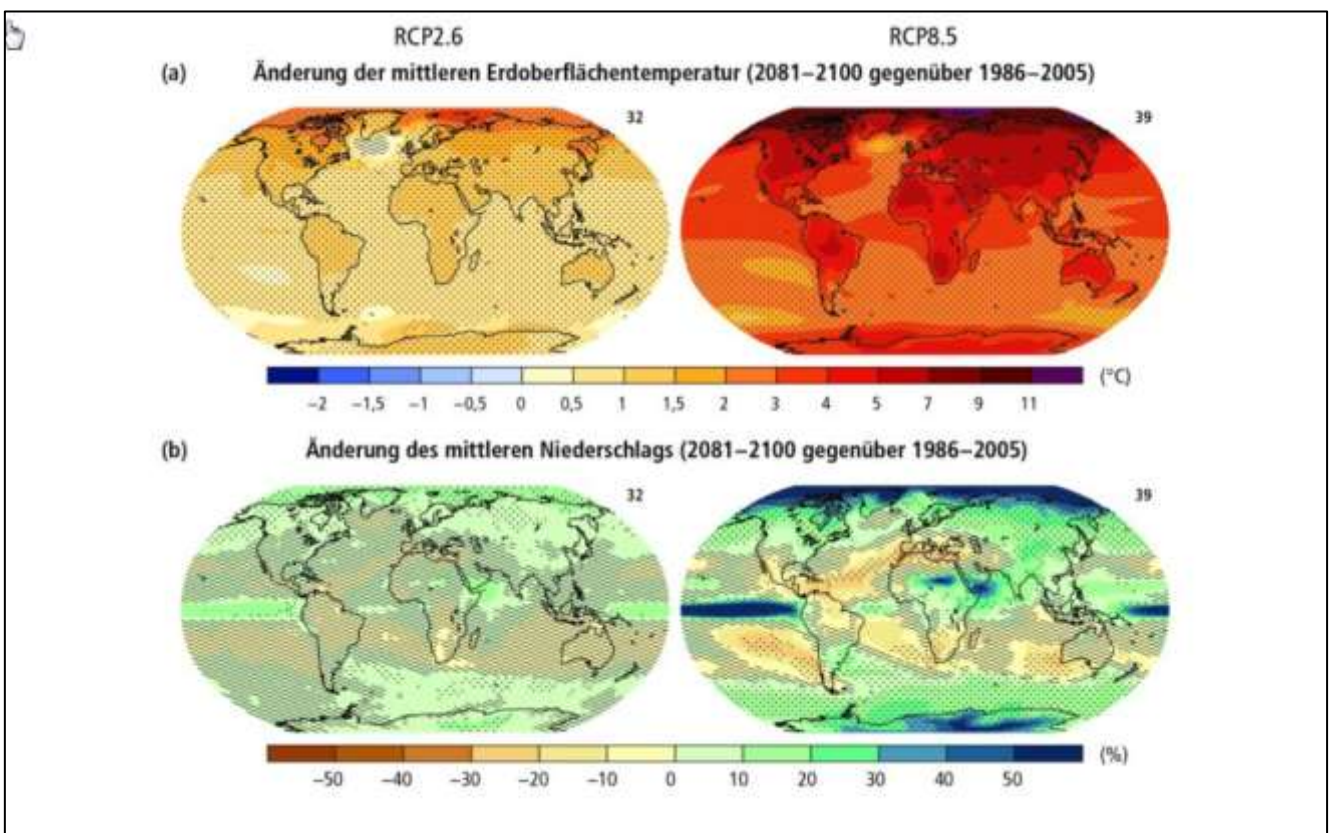 RCP2.6 RCP8.5
(a) Änderung der mittleren Erdoberflächentemperatur (2081–2100 gegenüber 1986–2005)
32 39
−2 −1,5 −1 −0,5 0 0,5 1 1,5 2 3 4 5 7 9 11 (°C)
(b) Änderung des mittleren Niederschlags (2081–2100 gegenüber 1986–2005)
32 39
−50 −40 −30 −20 −10 0 10 20 30 40 50 (%)